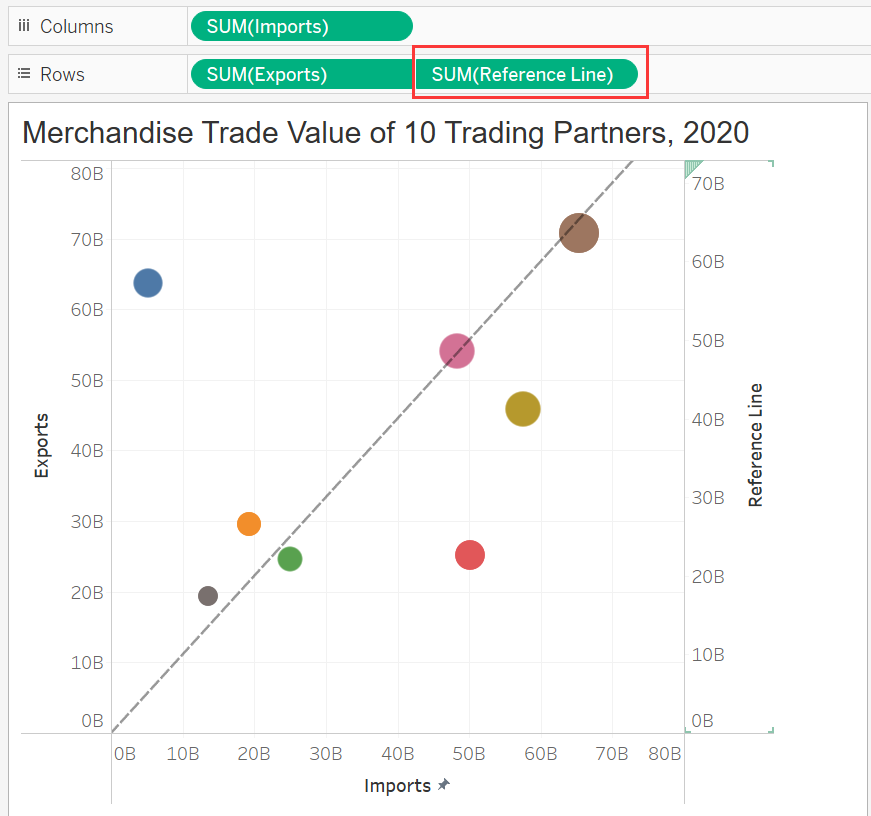 Columns SUM(Imports)
Rows SUM(Exports) SUM(Reference Line)
Merchandise Trade Value of 10 Trading Partners, 2020
80B
70B
60B
50B
40B
30B
20B
10B
0B
Exports
70B
60B
50B
40B
30B
20B
10B
0B
Reference Line
0B 10B 20B 30B 40B 50B 60B 70B 80B
Imports